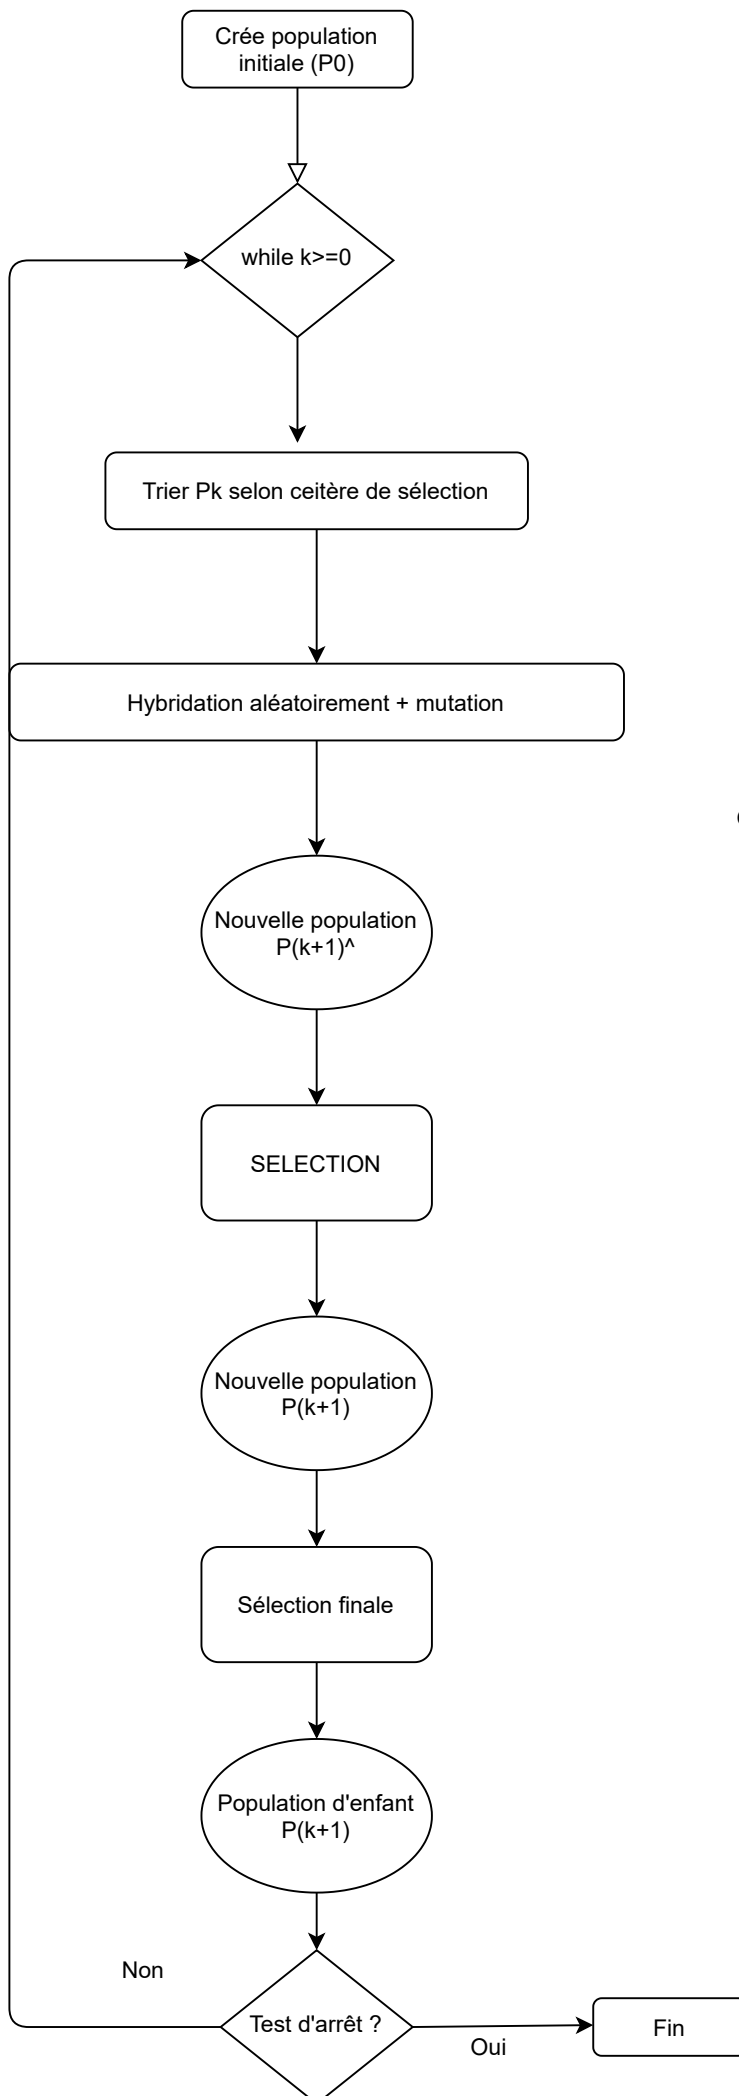 Crée population
initiale (P0)
while k>=0
Trier Pk selon ceitère de sélection
Hybridation aléatoirement + mutation
Nouvelle population
P(k+1)^
SELECTION
Nouvelle population
P(k+1)
Sélection finale
Population d'enfant
P(k+1)
Non
Test d'arrêt ?
Oui
Fin